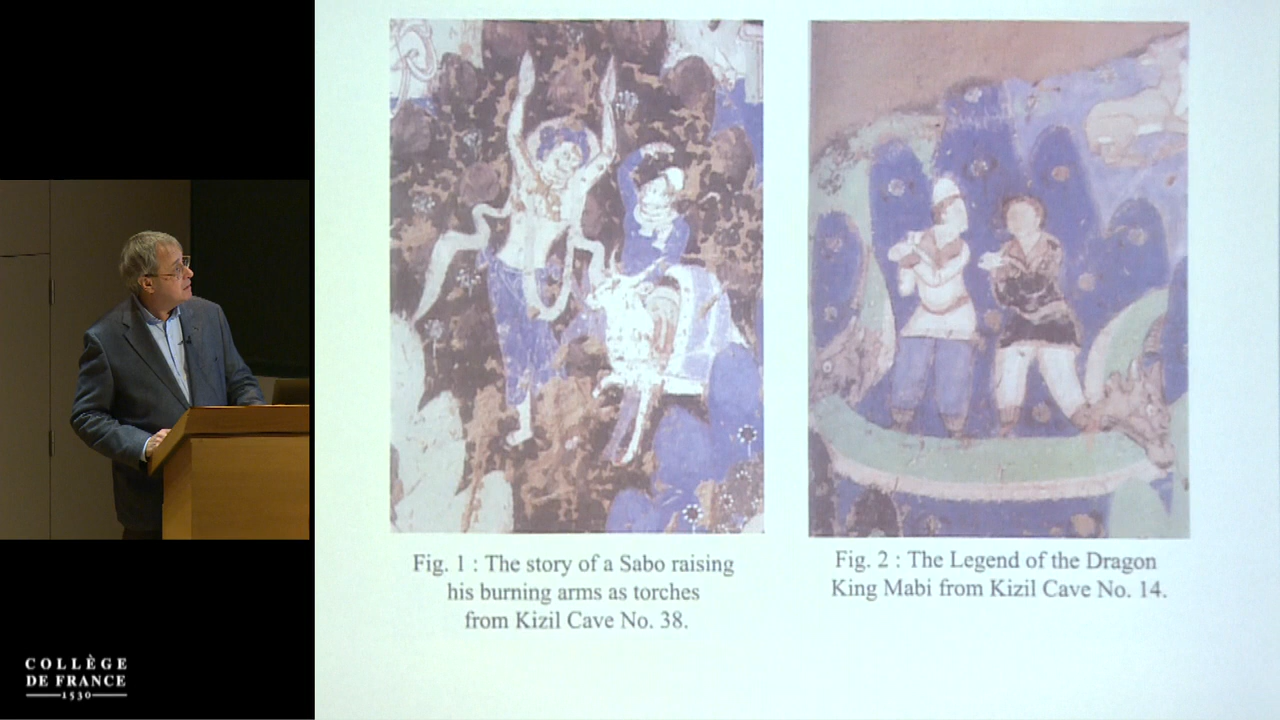 Fig. 1 : The story of a Sabo raising
his burning arms as torches
from Kizil Cave No. 38.
Fig. 2 : The Legend of the Dragon
King Mabi from Kizil Cave No. 14.
COLLÈGE
DE FRANCE
1530